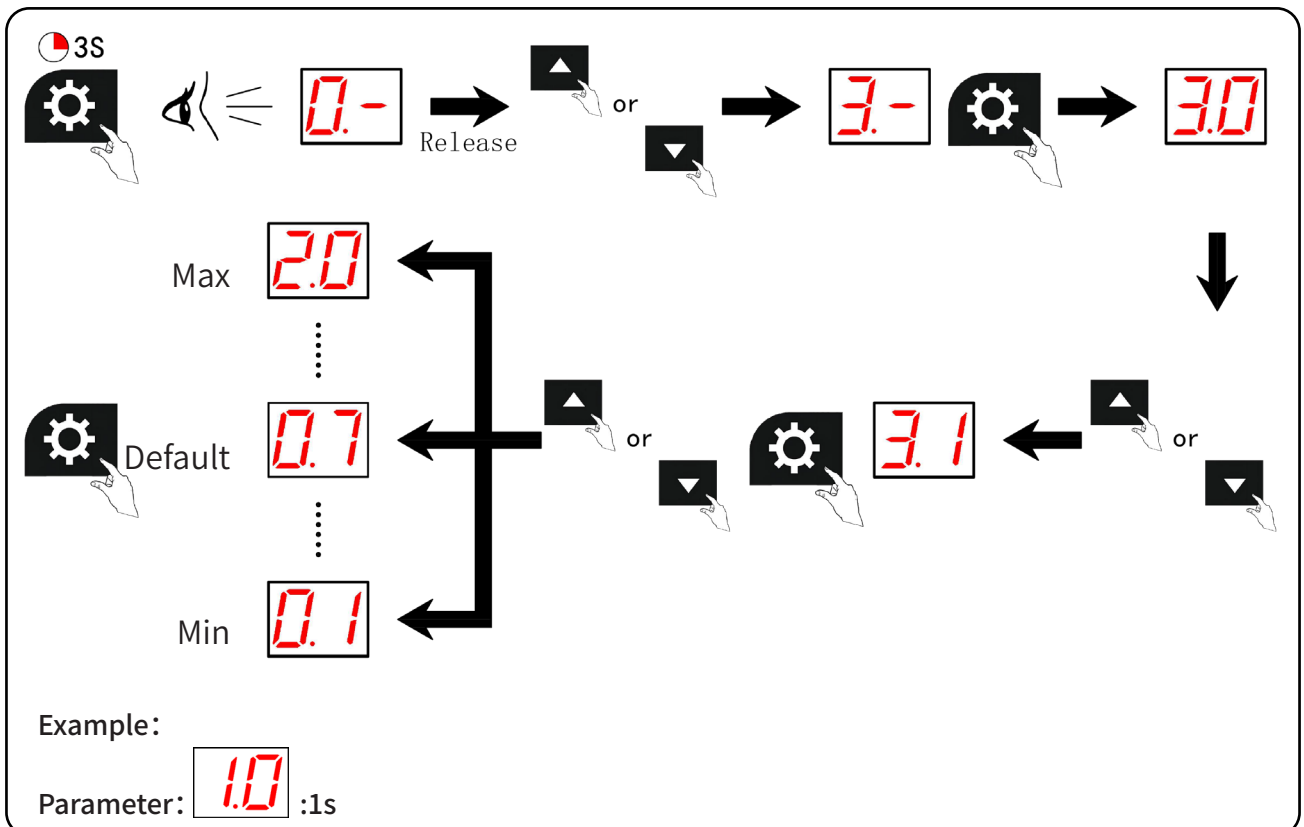 3S
0.-
Release
or
3.-
3.0
Max
2.0
Default
0.7
or
3.1
or
Min
0.1
Example:
Parameter: 1.0 :1s